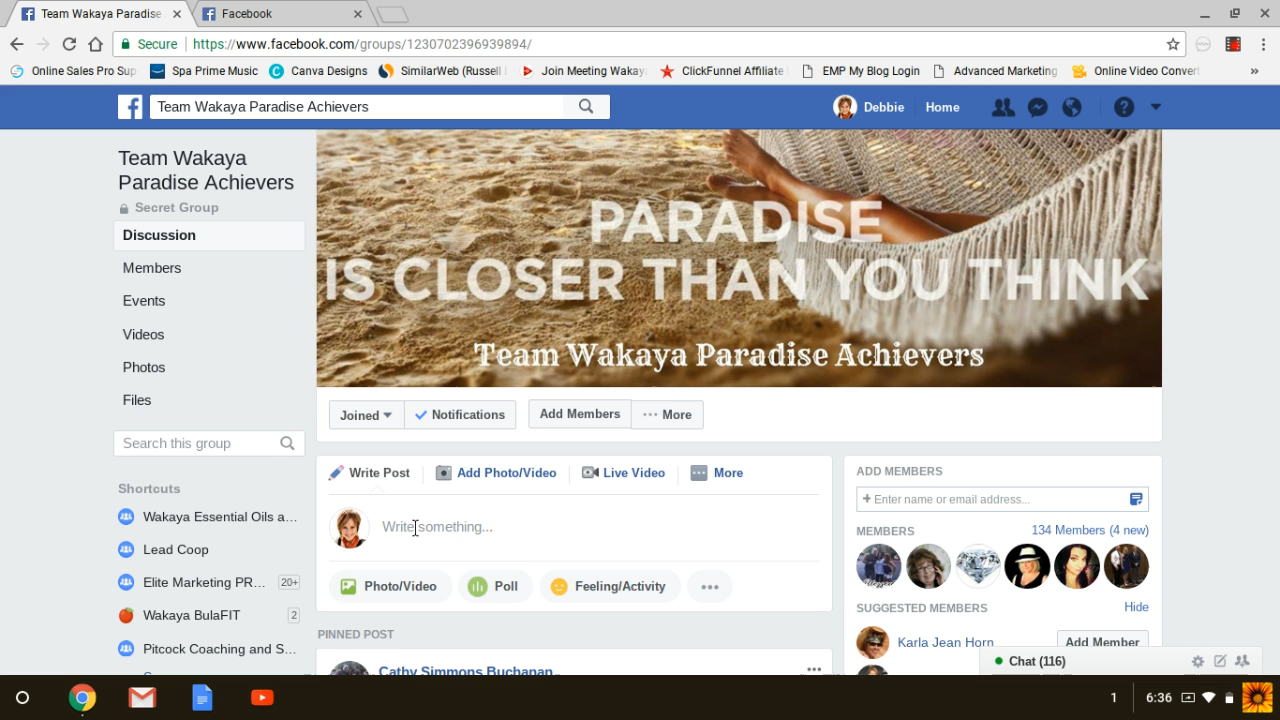 Team Wakaya Paradise
Facebook
Secure
https://www.facebook.com/groups/1230702396939894/
Online Sales Pro Sup
Spa Prime Music
Canva Designs
SimilarWeb (Russell
Join Meeting Wakay
ClickFunnel Affiliate
EMP My Blog Login
Advanced Marketing
Online Video Convert
»
Team Wakaya Paradise Achievers
Debbie
Home
Team Wakaya
Paradise Achievers
Secret Group
Discussion
Members
Events
Videos
Photos
Files
Search this group
Shortcuts
Wakaya Essential Oils a...
Lead Coop
Elite Marketing PR... 20+
Wakaya BulaFIT 2
Pitcock Coaching and S...
PARADISE
IS CLOSER THAN YOU THINK
Team Wakaya Paradise Achievers
Joined
Notifications
Add Members
More
Write Post
Add Photo/Video
Live Video
More
Write something...
Photo/Video
Poll
Feeling/Activity
PINNED POST
Cathy Simmons Buchanan
ADD MEMBERS
+ Enter name or email address...
MEMBERS
134 Members (4 new)
SUGGESTED MEMBERS
Hide
Karla Jean Horn
Add Member
Chat (116)
1
6:36